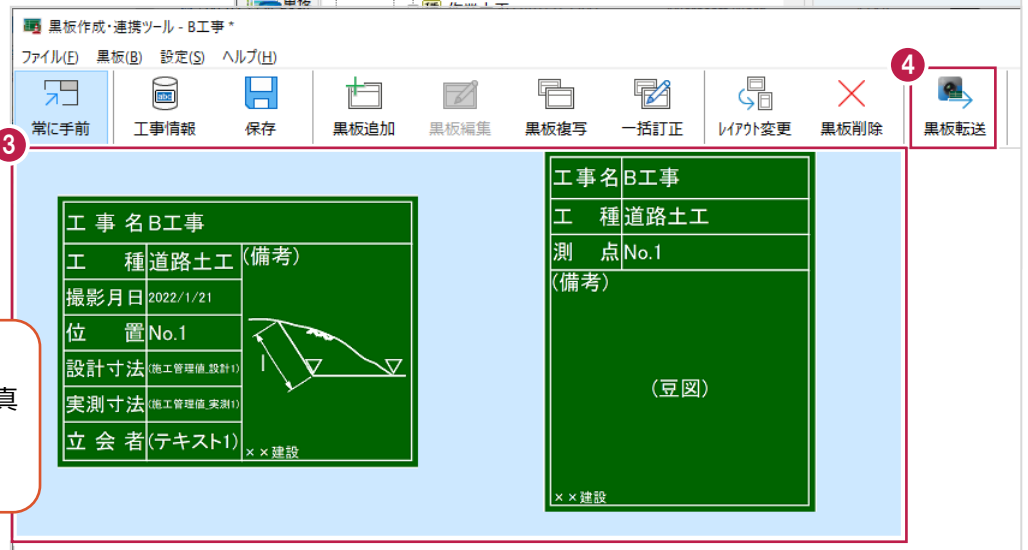 黒板作成・連携ツール - B工事 *
ファイル(F) 黒板(B) 設定(S) ヘルプ(H)
4
常に手前 工事情報 保存 黒板追加 黒板編集 黒板複写 一括訂正 レイアウト変更 黒板削除 黒板転送
3
工事名 B工事
工種 道路土工 (備考)
撮影月日 2022/1/21
位置 No.1
設計寸法 (施工管理値_設計1)
実測寸法 (施工管理値_実測1)
立会者 (テキスト1)
l
××建設
工事名 B工事
工種 道路土工
測点 No.1
(備考)
(豆図)
××建設
真